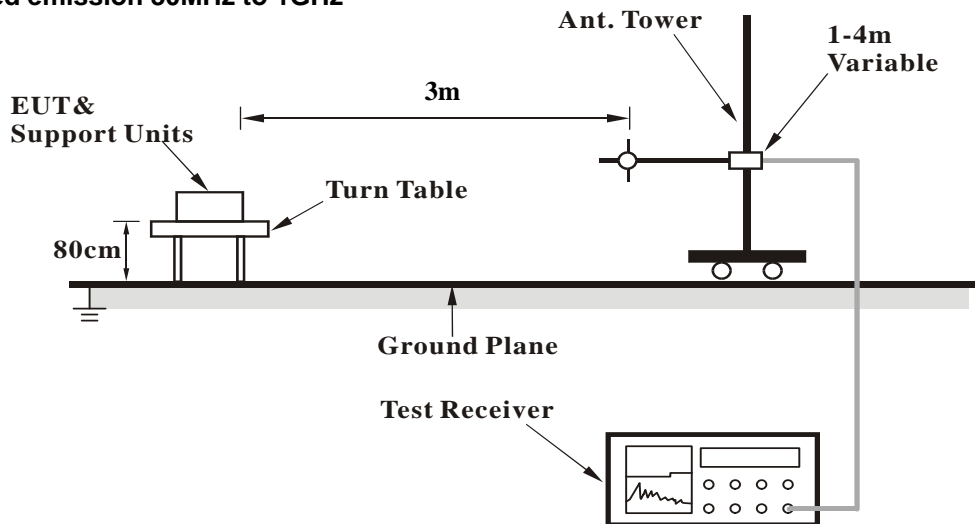 Ant. Tower
1-4m
Variable
3m
EUT&
Support Units
Turn Table
80cm
Ground Plane
Test Receiver